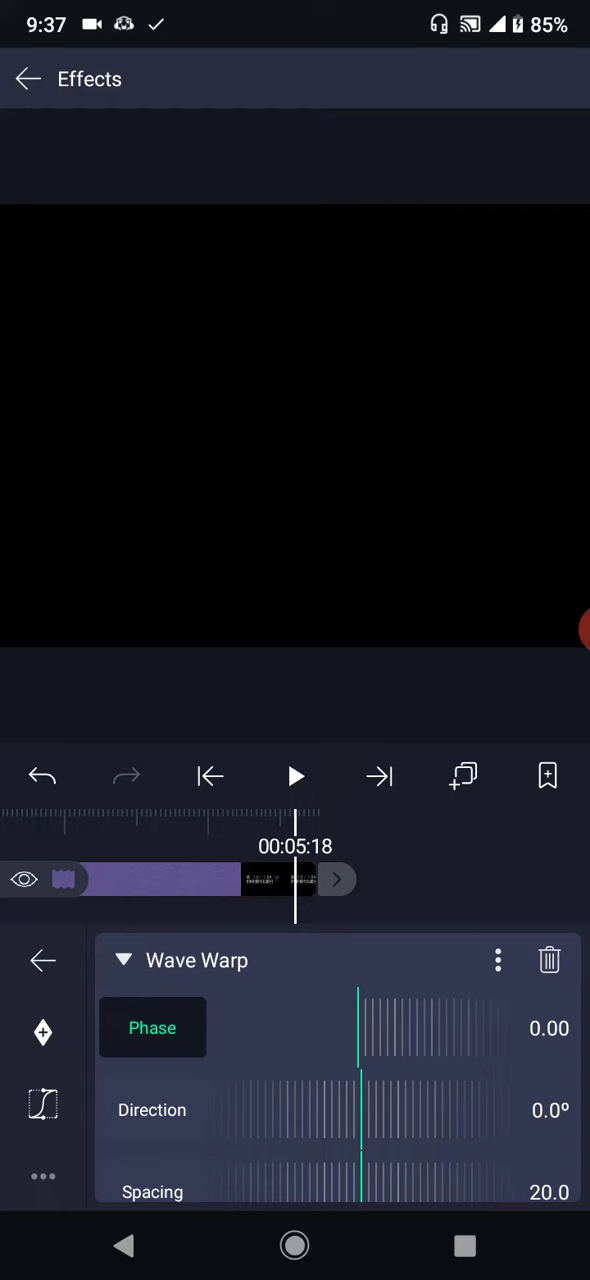 9:37 85%
Effects
00:05:18
Wave Warp
Phase 0.00
Direction 0.0º
Spacing 20.0